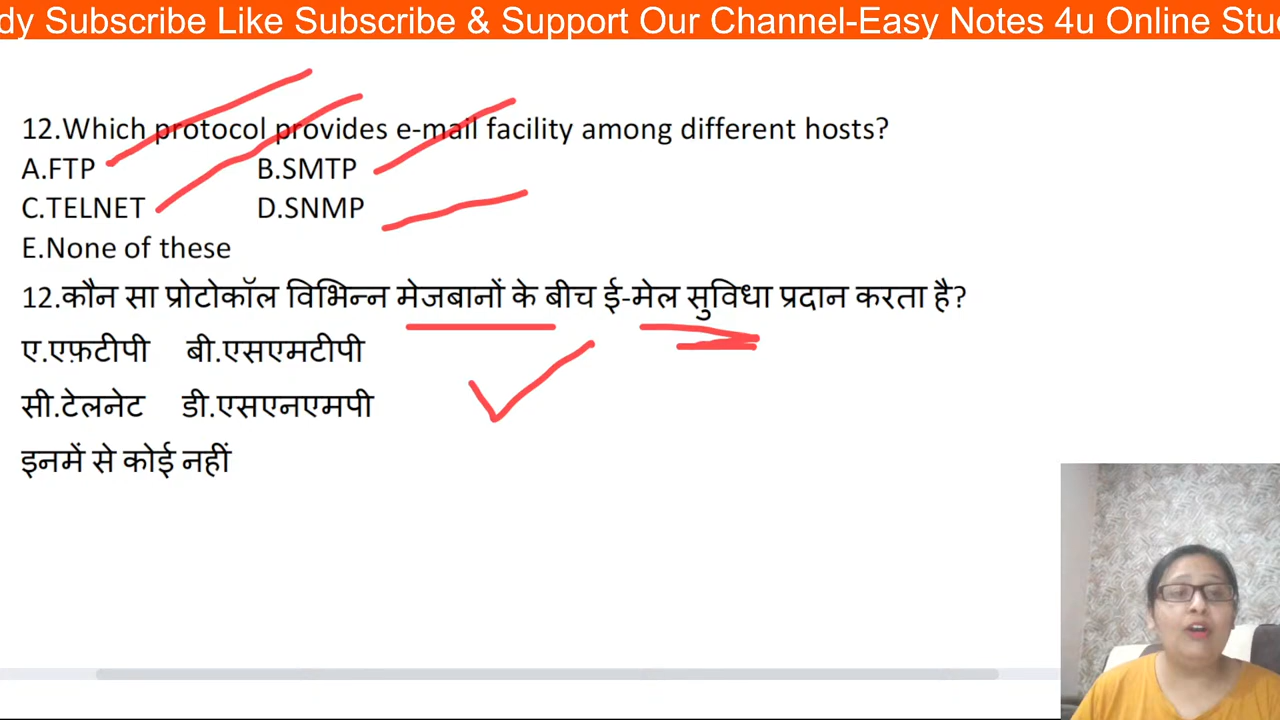 dy Subscribe Like Subscribe & Support Our Channel-Easy Notes 4u Online Stu
12.Which protocol provides e-mail facility among different hosts?
A.FTP B.SMTP
C.TELNET D.SNMP
E.None of these
12.कौन सा प्रोटोकॉल विभिन्न मेजबानों के बीच ई-मेल सुविधा प्रदान करता है?
ए.एफ़टीपी बी.एसएमटीपी
सी.टेलनेट डी.एसएनएमपी
इनमें से कोई नहीं